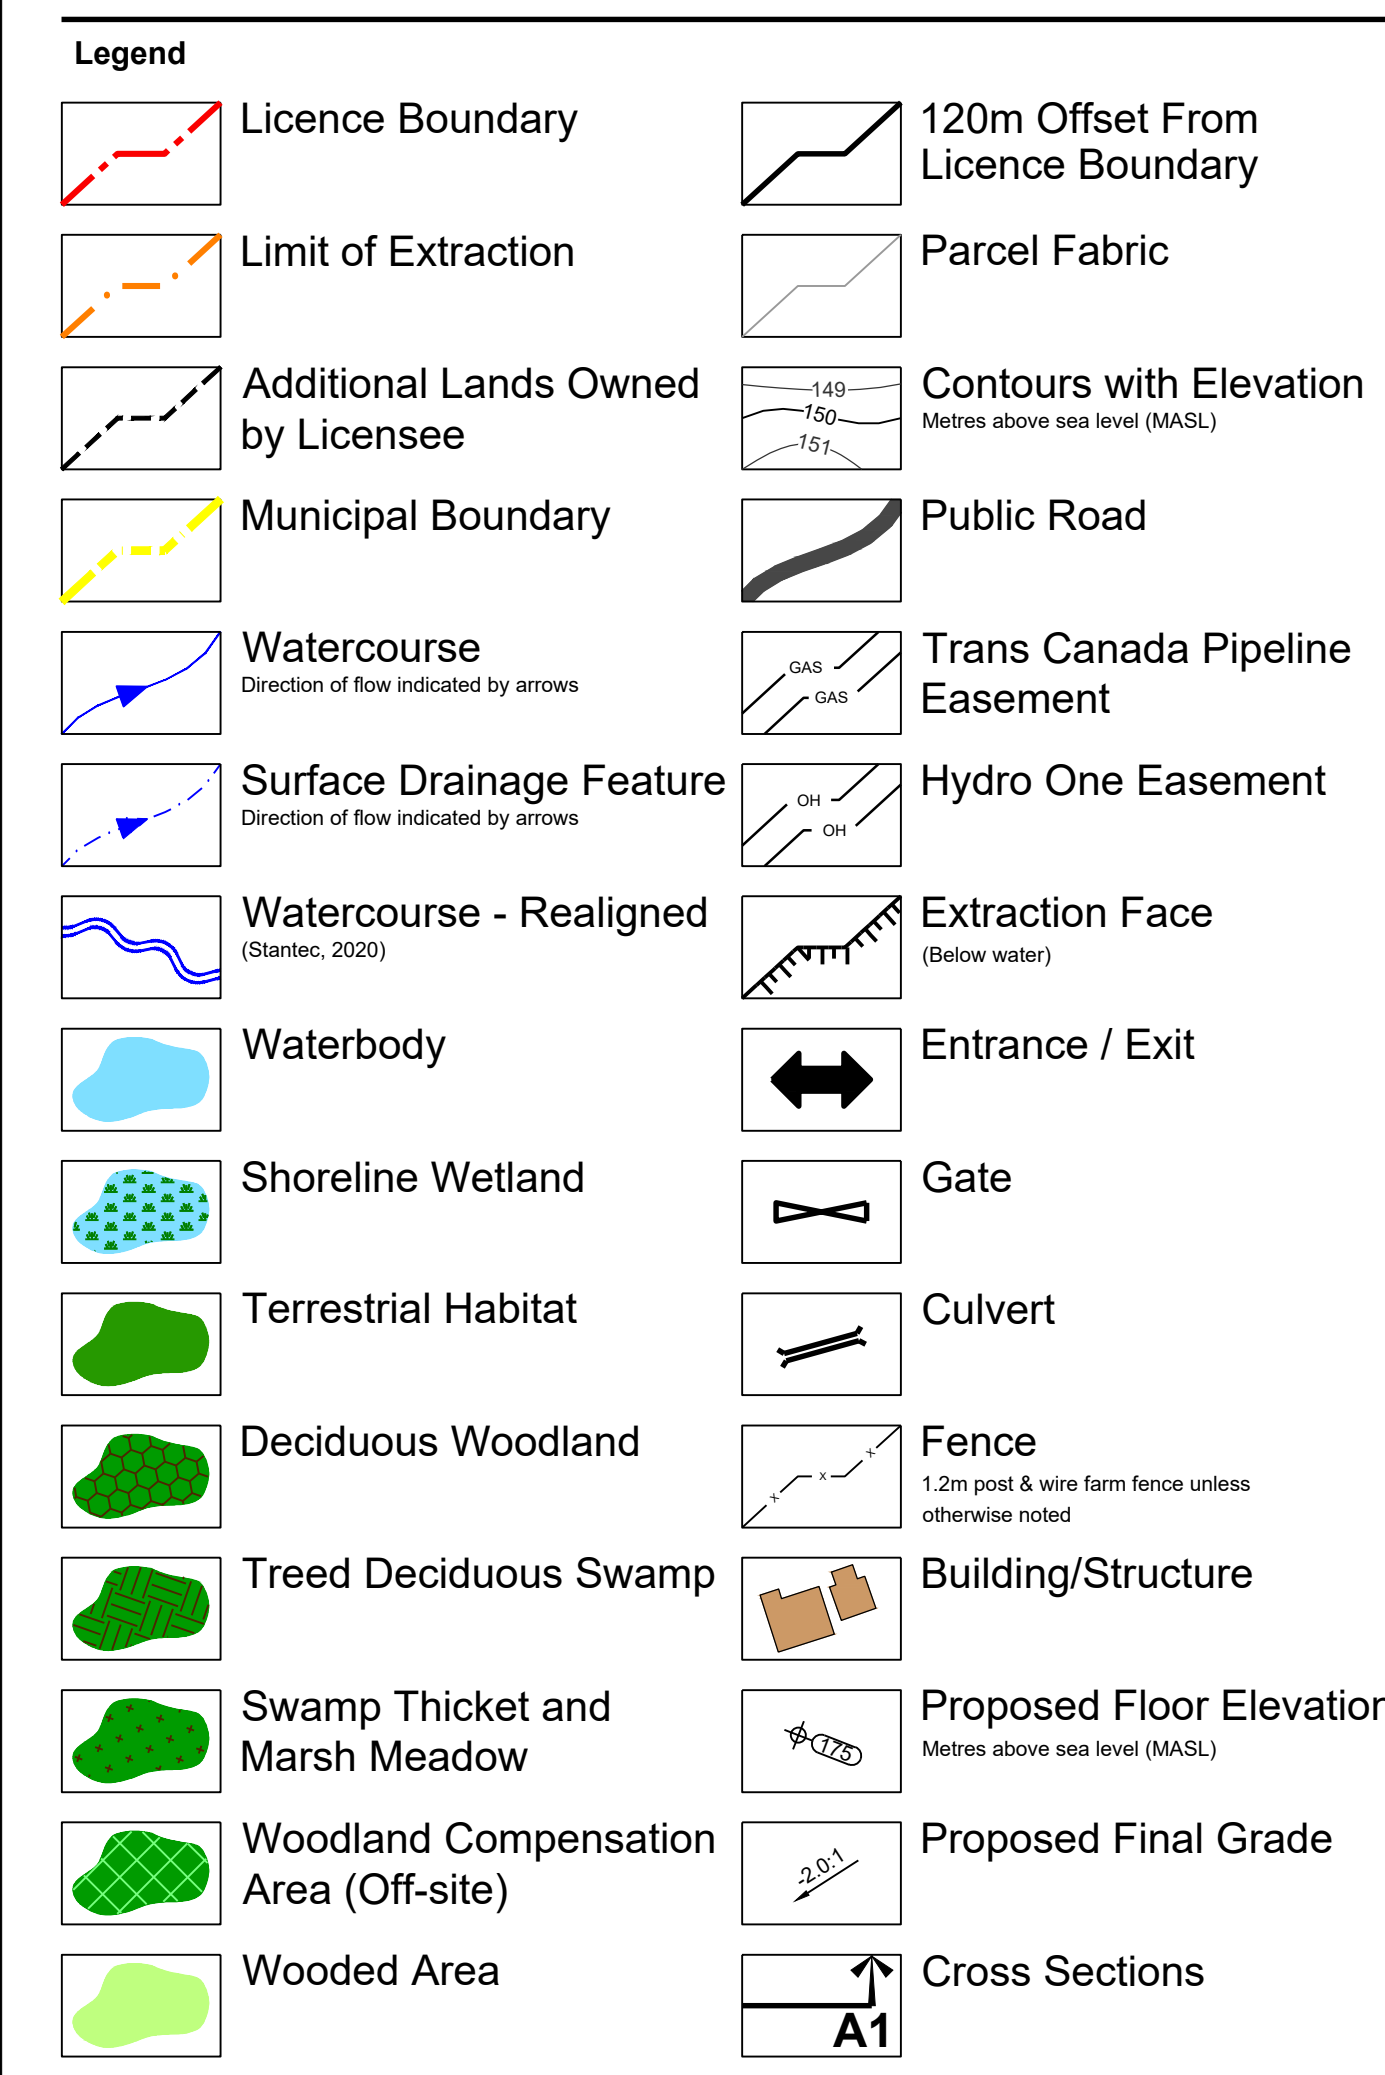 Legend
Licence Boundary
Limit of Extraction
Additional Lands Owned
by Licensee
Municipal Boundary
Watercourse
Direction of flow indicated by arrows
Surface Drainage Feature
Direction of flow indicated by arrows
Watercourse - Realigned
(Stantec, 2020)
Waterbody
Shoreline Wetland
Terrestrial Habitat
Deciduous Woodland
Treed Deciduous Swamp
Swamp Thicket and
Marsh Meadow
Woodland Compensation
Area (Off-site)
Wooded Area
120m Offset From
Licence Boundary
Parcel Fabric
149
150
151
Contours with Elevation
Metres above sea level (MASL)
Public Road
GAS
GAS
Trans Canada Pipeline
Easement
OH
OH
Hydro One Easement
Extraction Face
(Below water)
Entrance / Exit
Gate
Culvert
x
x
x
Fence
1.2m post & wire farm fence unless
otherwise noted
Building/Structure
175
Proposed Floor Elevation
Metres above sea level (MASL)
-2.0:1
Proposed Final Grade
A1
Cross Sections